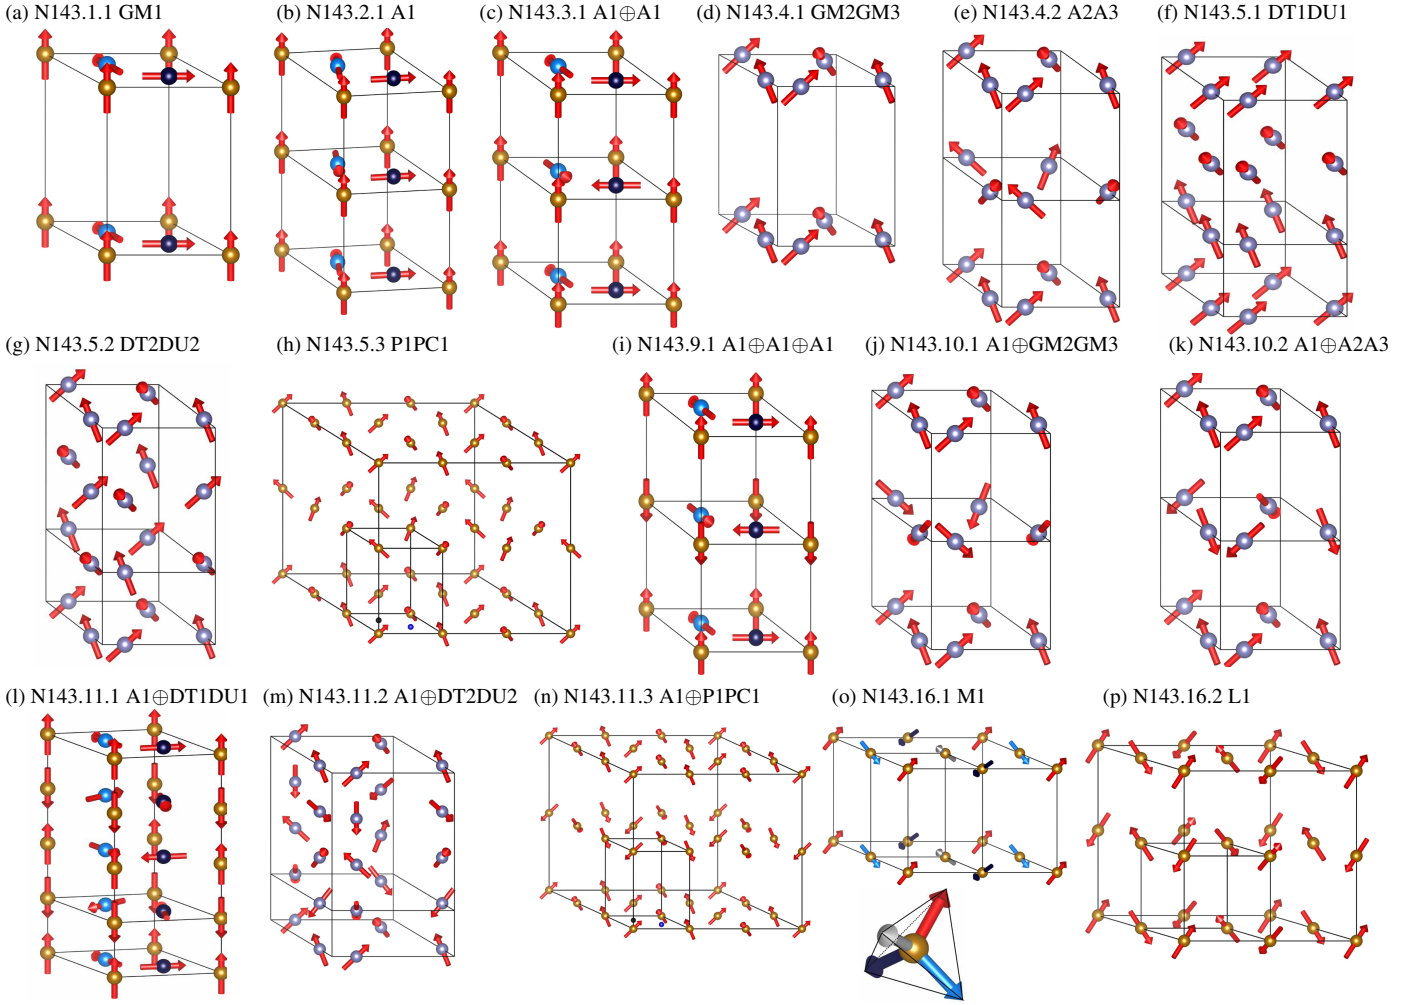 (a) N143.1.1 GM1
(b) N143.2.1 A1
(c) N143.3.1 A1⊕A1
(d) N143.4.1 GM2GM3
(e) N143.4.2 A2A3
(f) N143.5.1 DT1DU1
(g) N143.5.2 DT2DU2
(h) N143.5.3 P1PC1
(i) N143.9.1 A1⊕A1⊕A1
(j) N143.10.1 A1⊕GM2GM3
(k) N143.10.2 A1⊕A2A3
(l) N143.11.1 A1⊕DT1DU1
(m) N143.11.2 A1⊕DT2DU2
(n) N143.11.3 A1⊕P1PC1
(o) N143.16.1 M1
(p) N143.16.2 L1